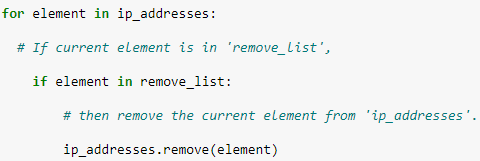 for element in ip_addresses:
# If current element is in 'remove_list',
if element in remove_list:
# then remove the current element from 'ip_addresses'.
ip_addresses.remove(element)